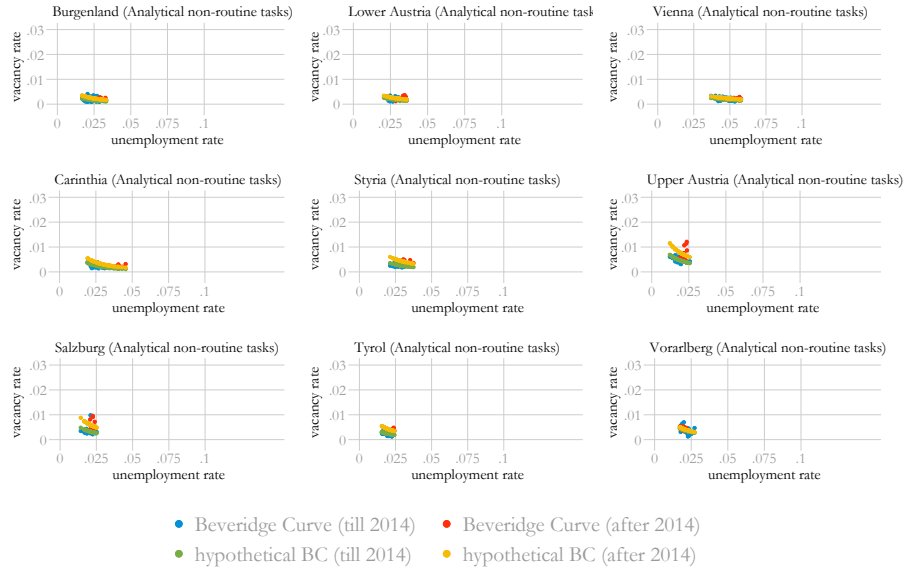 Burgenland (Analytical non-routine tasks)
vacancy rate
.03
.02
.01
0
0 .025 .05 .075 .1
unemployment rate
Lower Austria (Analytical non-routine task
vacancy rate
.03
.02
.01
0
0 .025 .05 .075 .1
unemployment rate
Vienna (Analytical non-routine tasks)
vacancy rate
.03
.02
.01
0
0 .025 .05 .075 .1
unemployment rate
Carinthia (Analytical non-routine tasks)
vacancy rate
.03
.02
.01
0
0 .025 .05 .075 .1
unemployment rate
Styria (Analytical non-routine tasks)
vacancy rate
.03
.02
.01
0
0 .025 .05 .075 .1
unemployment rate
Upper Austria (Analytical non-routine tasks)
vacancy rate
.03
.02
.01
0
0 .025 .05 .075 .1
unemployment rate
Salzburg (Analytical non-routine tasks)
vacancy rate
.03
.02
.01
0
0 .025 .05 .075 .1
unemployment rate
Tyrol (Analytical non-routine tasks)
vacancy rate
.03
.02
.01
0
0 .025 .05 .075 .1
unemployment rate
Vorarlberg (Analytical non-routine tasks)
vacancy rate
.03
.02
.01
0
0 .025 .05 .075 .1
unemployment rate
Beveridge Curve (till 2014) Beveridge Curve (after 2014)
hypothetical BC (till 2014) hypothetical BC (after 2014)